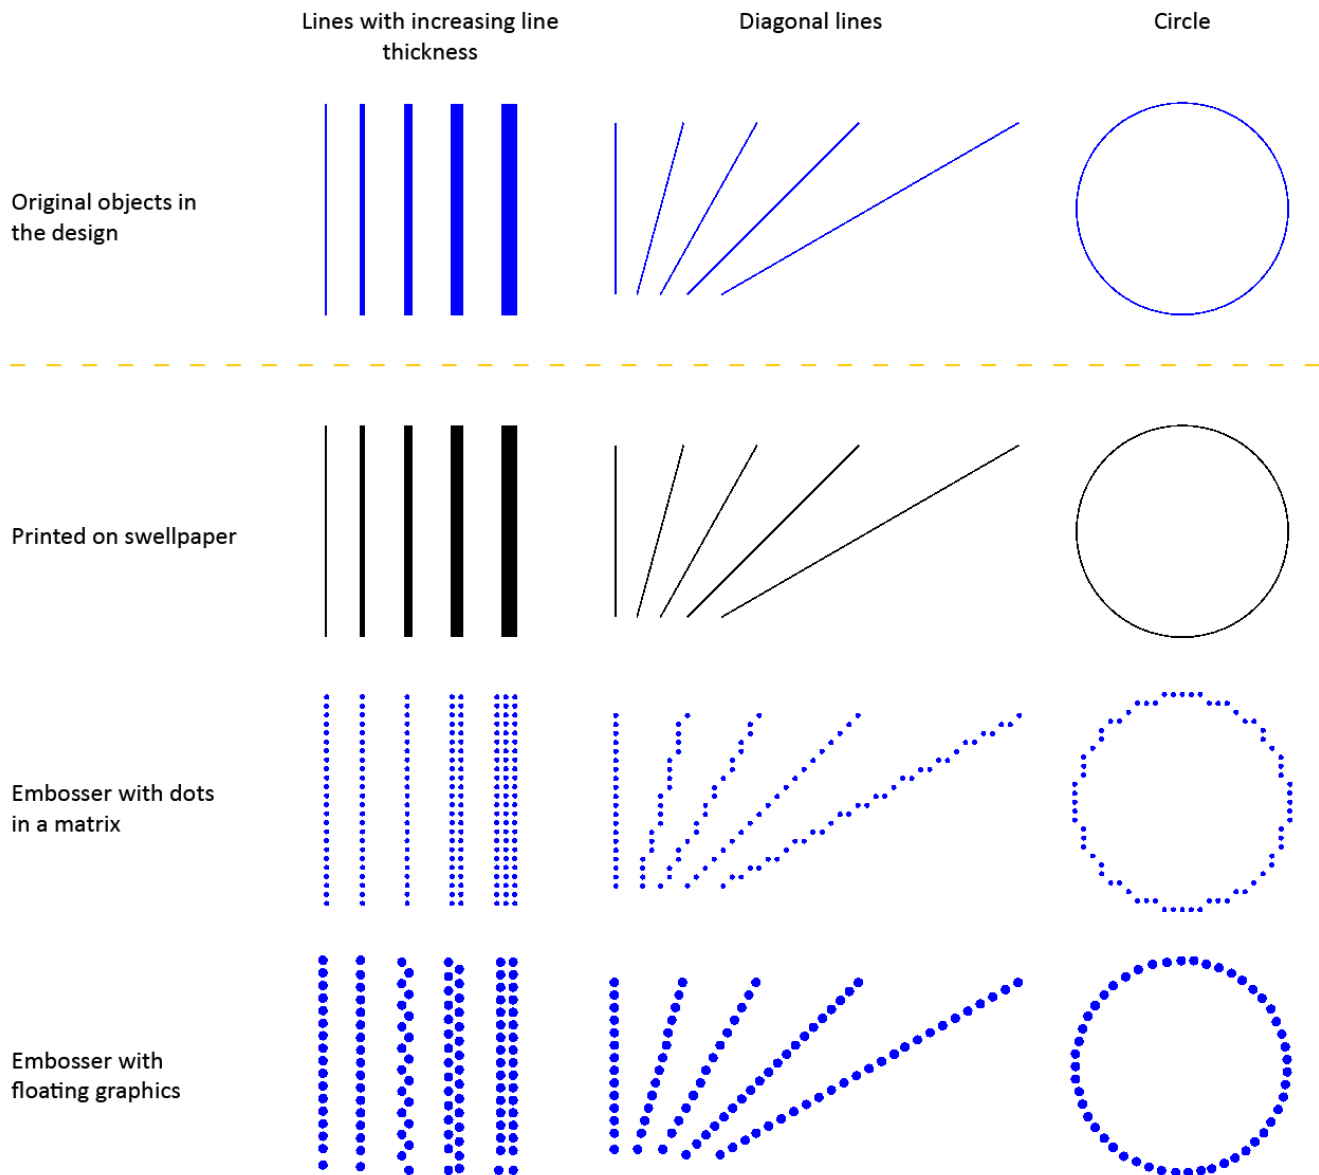 Lines with increasing line
thickness
Diagonal lines
Circle
Original objects in
the design
Printed on swellpaper
Embosser with dots
in a matrix
Embosser with
floating graphics